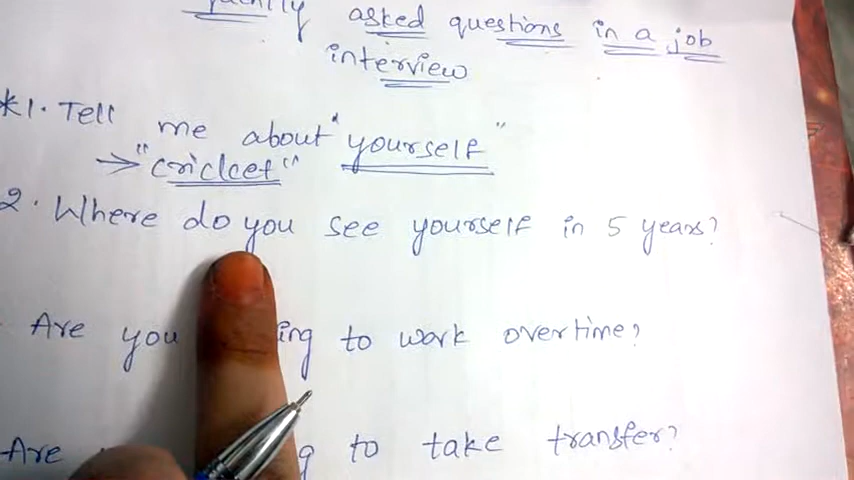 asked questions in a job
interview
*1. Tell me about "yourself"
→ "cricket"
2. Where do you see yourself in 5 years?
Are you to work overtime?
Are to take transfer?